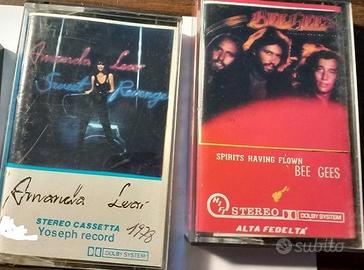 Amanda Lear
Sweet Revenge
Amanda Lear
1978
STEREO CASSETTA
Yoseph record
DOLBY SYSTEM
BEE GEES
SPIRITS HAVING FLOWN
BEE GEES
STEREO DOLBY SYSTEM
ALTA FEDELTA'
subito